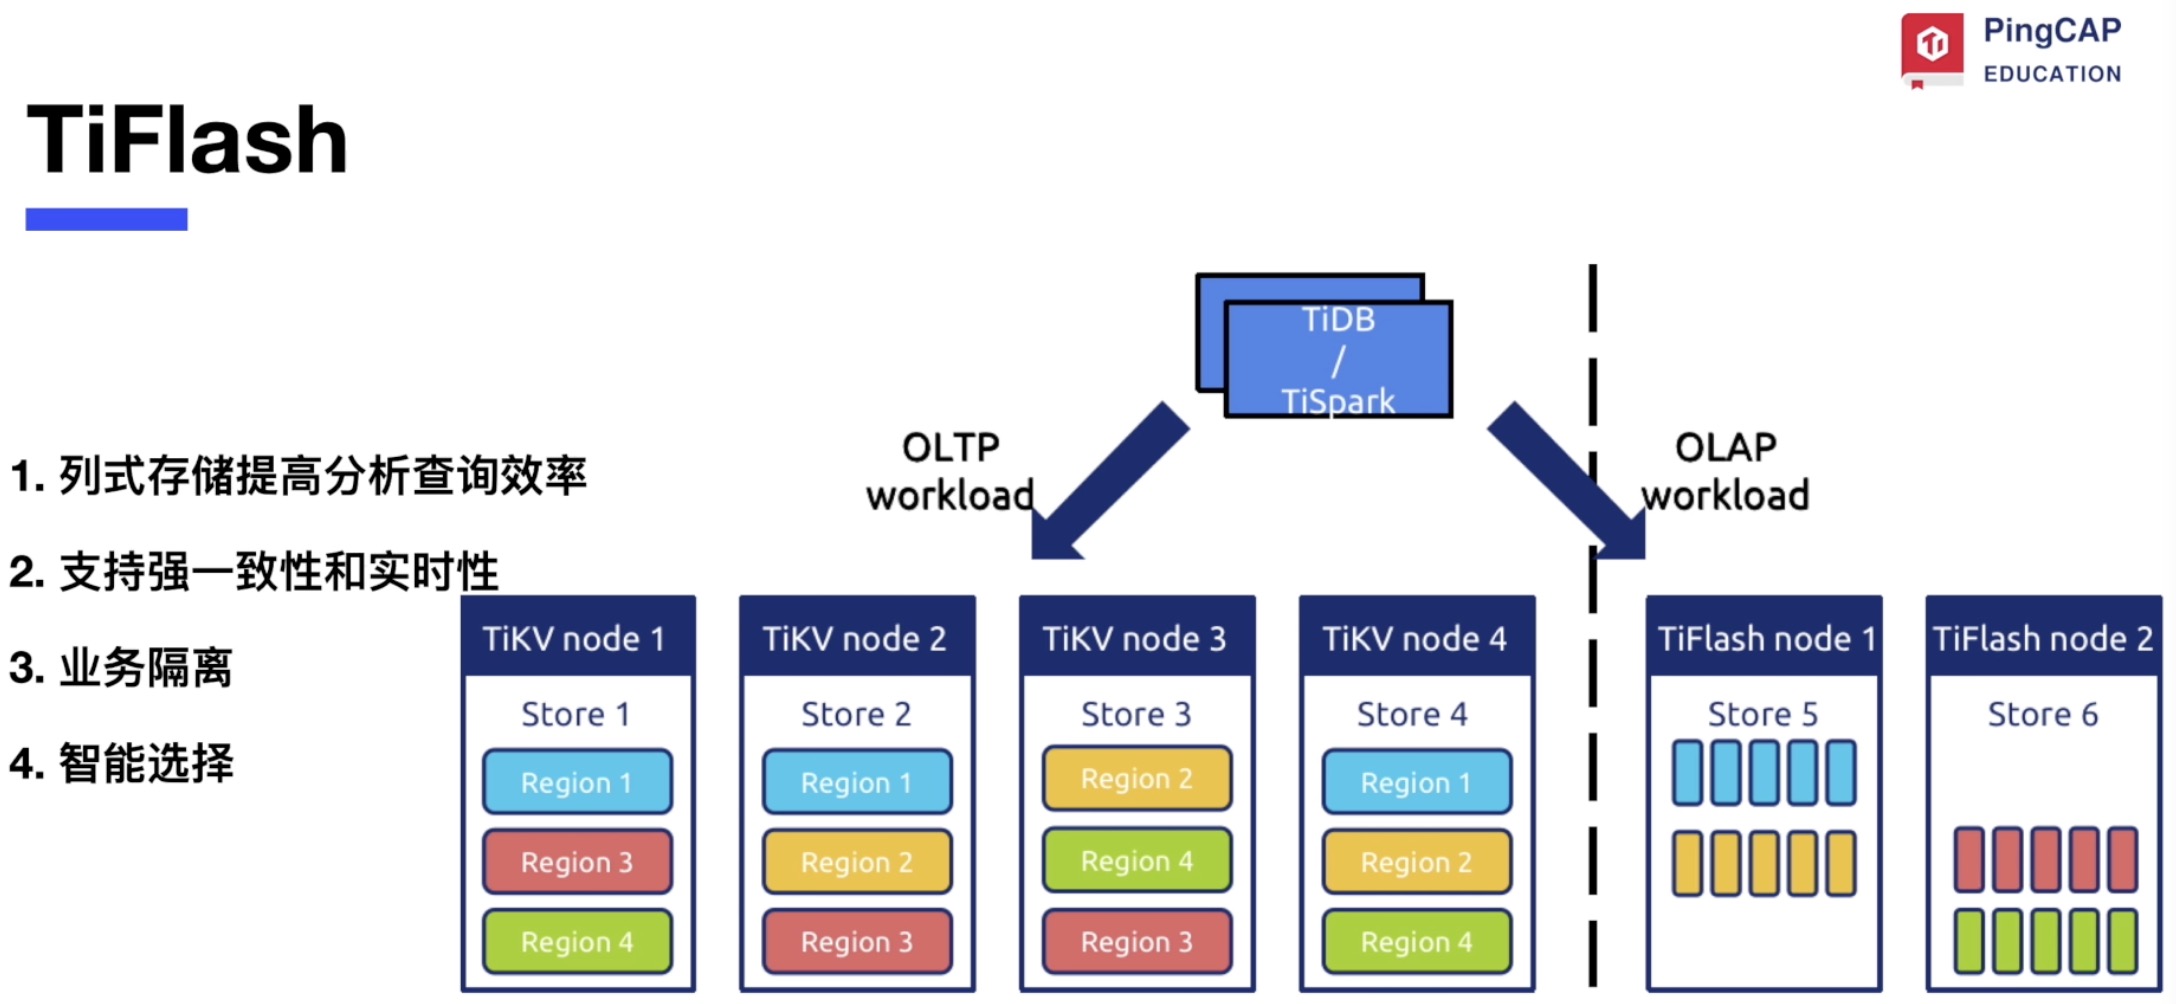 PingCAP
EDUCATION
TiFlash
1. 列式存储提高分析查询效率
2. 支持强一致性和实时性
3. 业务隔离
4. 智能选择
TiDB
/
TiSpark
OLTP
workload
OLAP
workload
TiKV node 1
Store 1
Region 1
Region 3
Region 4
TiKV node 2
Store 2
Region 1
Region 2
Region 3
TiKV node 3
Store 3
Region 2
Region 4
Region 3
TiKV node 4
Store 4
Region 1
Region 2
Region 4
TiFlash node 1
Store 5
TiFlash node 2
Store 6